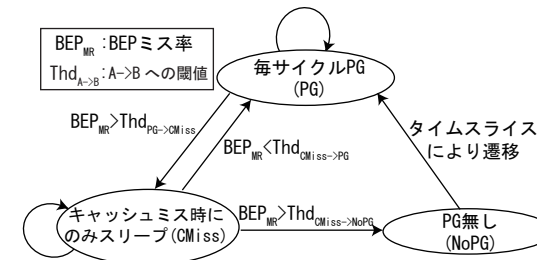 BEP_MR：BEPミス率
Thd_A->B：A->B への閾値
毎サイクルPG
(PG)
BEP_MR>Thd_PG->CMiss
BEP_MR<Thd_CMiss->PG
タイムスライス
により遷移
キャッシュミス時に
のみスリープ(CMiss)
BEP_MR>Thd_CMiss->NoPG
PG無し
(NoPG)